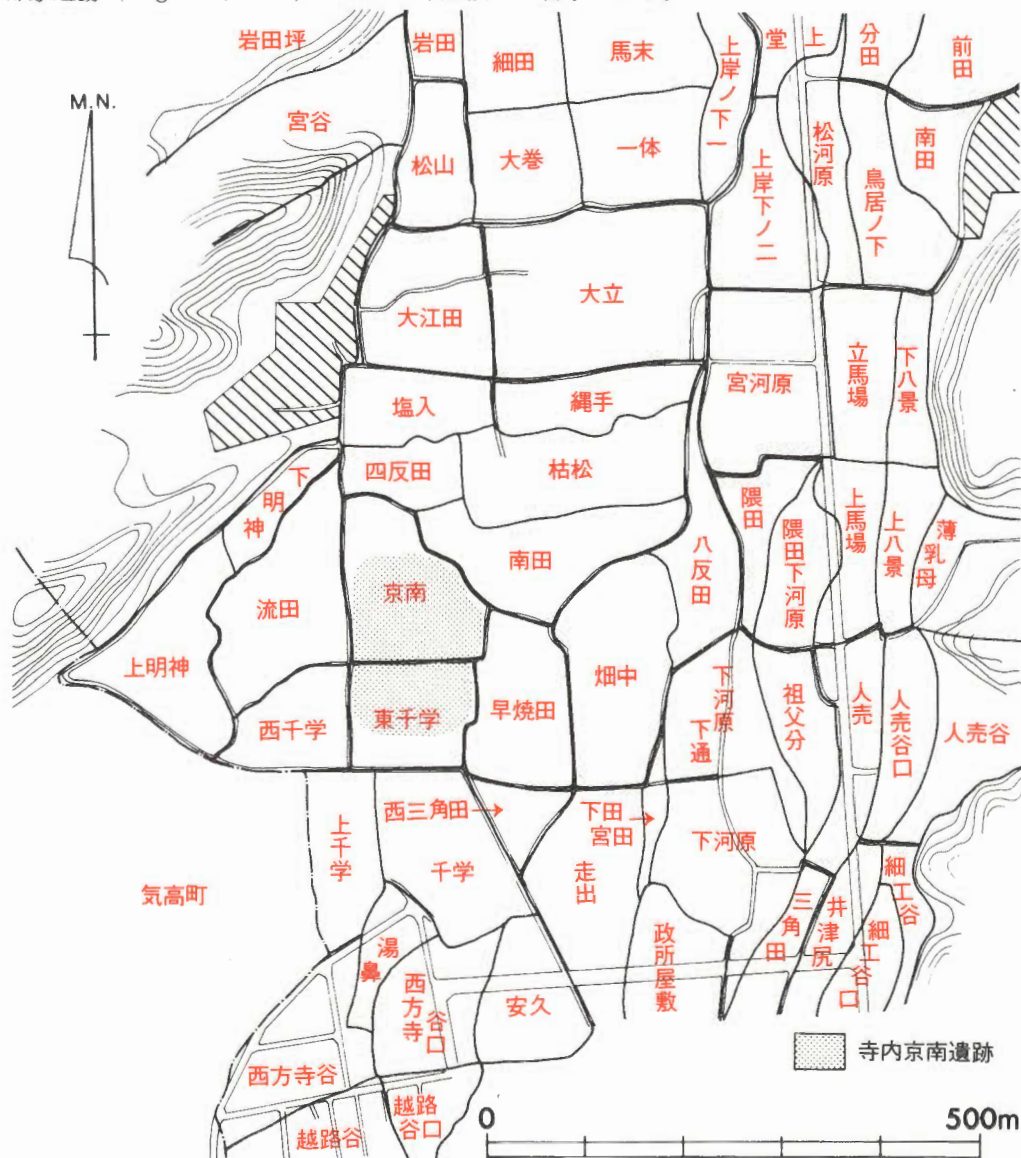 岩田坪
岩田
細田
馬末
上岸ノ下一
堂
上
分田
前田
M.N.
宮谷
松山
大巻
一体
上岸下ノ二
松河原
鳥居ノ下
南田
大江田
大立
宮河原
立馬場
下八景
塩入
縄手
四反田
枯松
下明神
隈田
隈田下河原
上馬場
上八景
薄乳母
京南
南田
八反田
流田
上明神
西千学
東千学
早焼田
畑中
下河原
下通
祖父分
人売
人売谷口
人売谷
西三角田→
下田
宮田→
下河原
上千学
千学
走出
気高町
細工谷
三角田
井津尻
細工谷口
湯鼻
西方寺谷口
安久
政所屋敷
西方寺谷
越路谷口
越路谷
寺内京南遺跡
0
500m